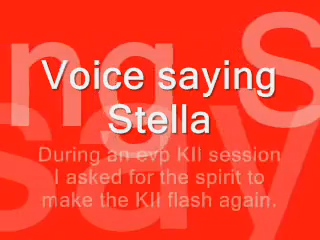 Voice saying
Stella
During an evp KII session
I asked for the spirit to
make the KII flash again.